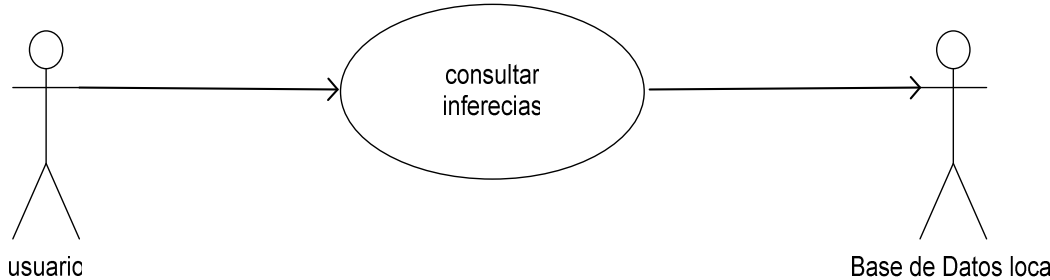 consultar
inferecias
usuario
Base de Datos loca